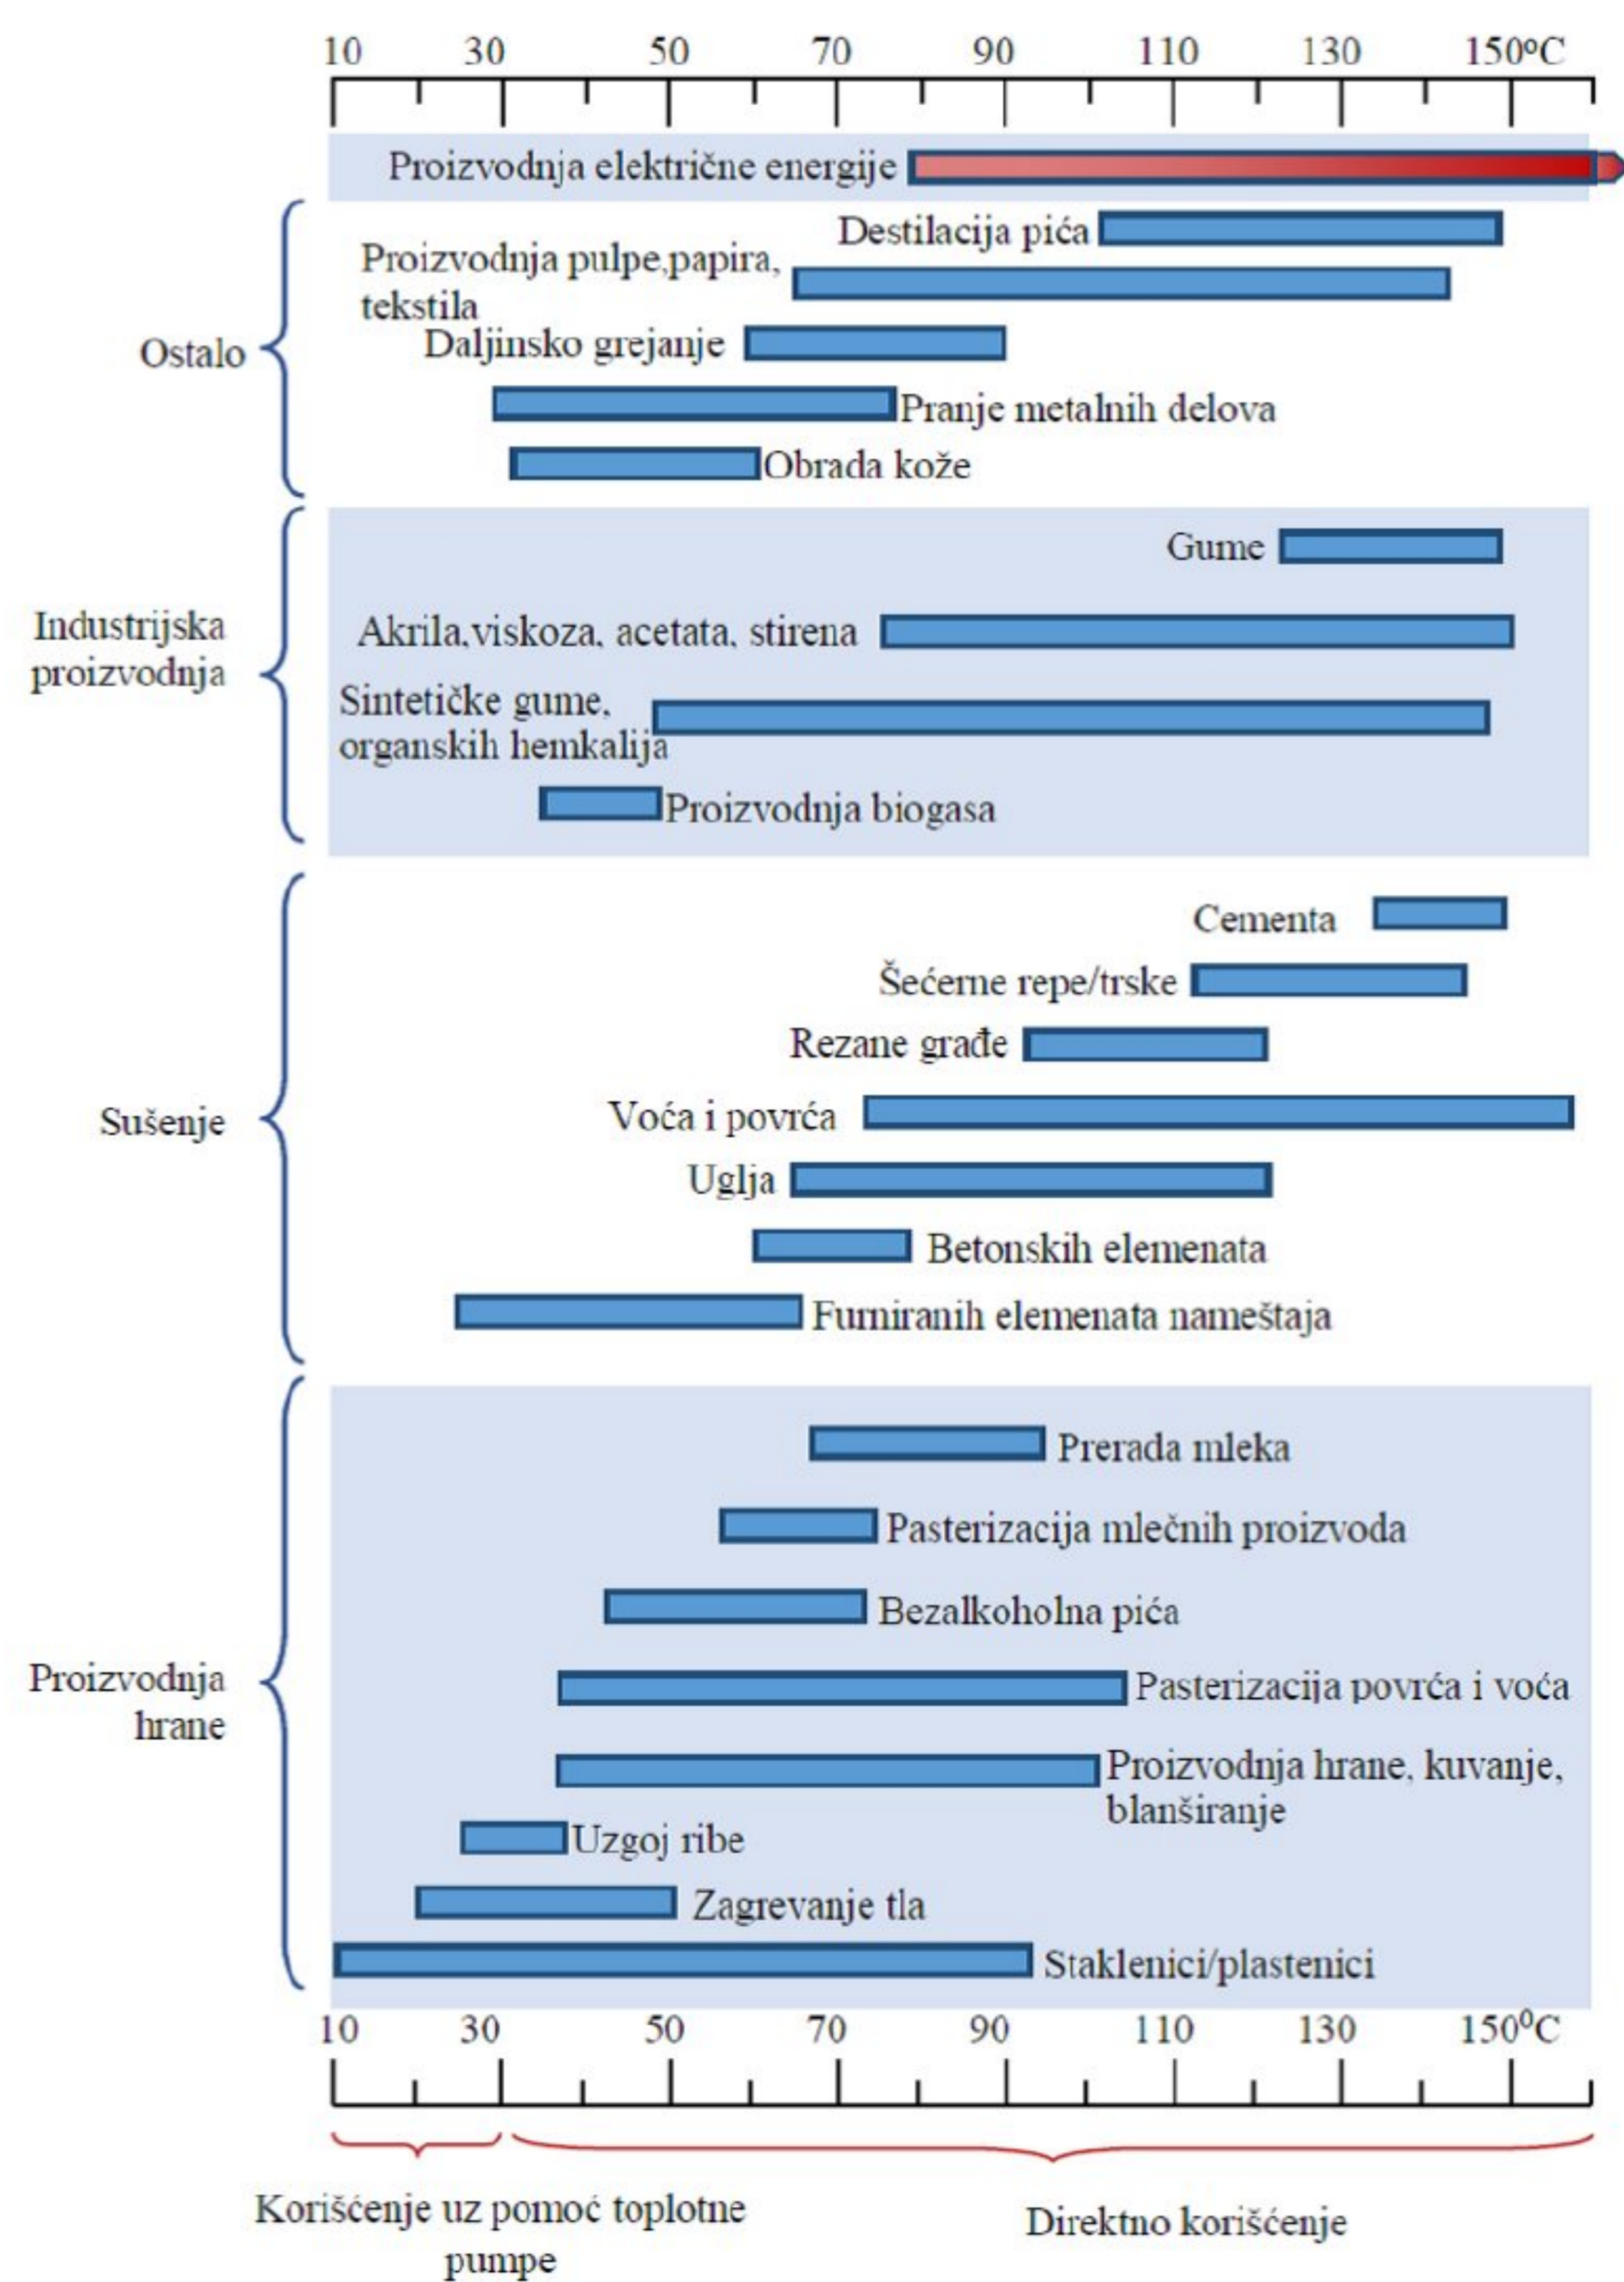 10 30 50 70 90 110 130 150ºC
Proizvodnja električne energije
Destilacija pića
Proizvodnja pulpe,papira,
tekstila
Daljinsko grejanje
Ostalo
Pranje metalnih delova
Obrada kože
Gume
Industrijska
proizvodnja
Akrila,viskoza, acetata, stirena
Sintetičke gume,
organskih hemkalija
Proizvodnja biogasa
Cementa
Šećerne repe/trske
Rezane građe
Sušenje
Voća i povrća
Uglja
Betonskih elemenata
Furniranih elemenata nameštaja
Prerada mleka
Pasterizacija mlečnih proizvoda
Bezalkoholna pića
Proizvodnja
hrane
Pasterizacija povrća i voća
Proizvodnja hrane, kuvanje,
blanširanje
Uzgoj ribe
Zagrevanje tla
Staklenici/plastenici
10 30 50 70 90 110 130 150⁰C
Korišćenje uz pomoć toplotne
pumpe
Direktno korišćenje